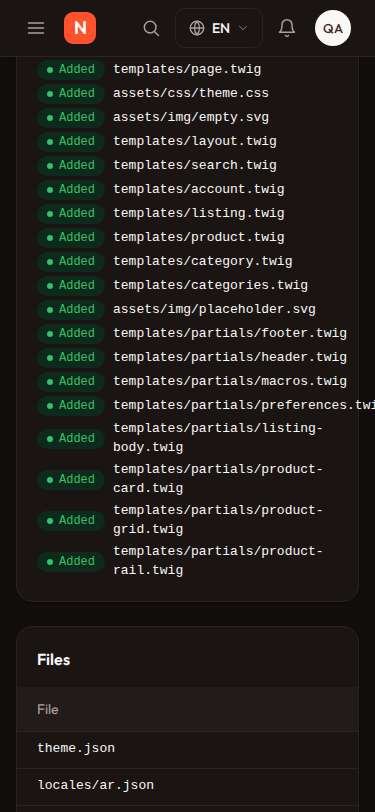 N
EN
QA
Added templates/page.twig
Added assets/css/theme.css
Added assets/img/empty.svg
Added templates/layout.twig
Added templates/search.twig
Added templates/account.twig
Added templates/listing.twig
Added templates/product.twig
Added templates/category.twig
Added templates/categories.twig
Added assets/img/placeholder.svg
Added templates/partials/footer.twig
Added templates/partials/header.twig
Added templates/partials/macros.twig
Added templates/partials/preferences.twi
Added templates/partials/listing-
body.twig
Added templates/partials/product-
card.twig
Added templates/partials/product-
grid.twig
Added templates/partials/product-
rail.twig
Files
File
theme.json
locales/ar.json